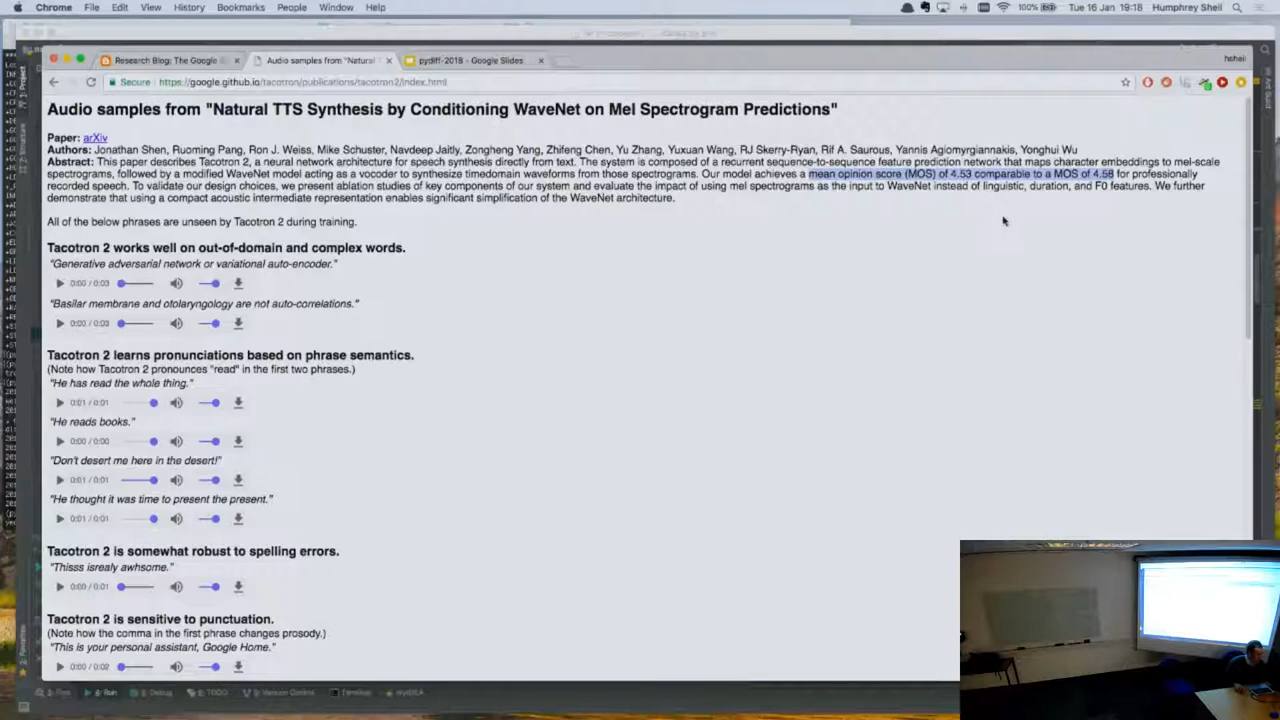 Chrome File Edit View History Bookmarks People Window Help
100% Tue 16 Jan 19:18 Humphrey Sheil
Research Blog: The Google
Audio samples from "Natural T
pydiff-2018 - Google Slides
hsheil
Secure https://google.github.io/tacotron/publications/tacotron2/index.html
Audio samples from "Natural TTS Synthesis by Conditioning WaveNet on Mel Spectrogram Predictions"
Paper: arXiv
Authors: Jonathan Shen, Ruoming Pang, Ron J. Weiss, Mike Schuster, Navdeep Jaitly, Zongheng Yang, Zhifeng Chen, Yu Zhang, Yuxuan Wang, RJ Skerry-Ryan, Rif A. Saurous, Yannis Agiomyrgiannakis, Yonghui Wu
Abstract: This paper describes Tacotron 2, a neural network architecture for speech synthesis directly from text. The system is composed of a recurrent sequence-to-sequence feature prediction network that maps character embeddings to mel-scale
spectrograms, followed by a modified WaveNet model acting as a vocoder to synthesize timedomain waveforms from those spectrograms. Our model achieves a mean opinion score (MOS) of 4.53 comparable to a MOS of 4.58 for professionally
recorded speech. To validate our design choices, we present ablation studies of key components of our system and evaluate the impact of using mel spectrograms as the input to WaveNet instead of linguistic, duration, and F0 features. We further
demonstrate that using a compact acoustic intermediate representation enables significant simplification of the WaveNet architecture.
All of the below phrases are unseen by Tacotron 2 during training.
Tacotron 2 works well on out-of-domain and complex words.
"Generative adversarial network or variational auto-encoder."
0:00 / 0:03
"Basilar membrane and otolaryngology are not auto-correlations."
0:00 / 0:03
Tacotron 2 learns pronunciations based on phrase semantics.
(Note how Tacotron 2 pronounces "read" in the first two phrases.)
"He has read the whole thing."
0:01 / 0:01
"He reads books."
0:00 / 0:00
"Don't desert me here in the desert!"
0:01 / 0:01
"He thought it was time to present the present."
0:01 / 0:01
Tacotron 2 is somewhat robust to spelling errors.
"Thisss isrealy awhsome."
0:00 / 0:01
Tacotron 2 is sensitive to punctuation.
(Note how the comma in the first phrase changes prosody.)
"This is your personal assistant, Google Home."
0:00 / 0:02
Run Debug TODO Version Control Terminal